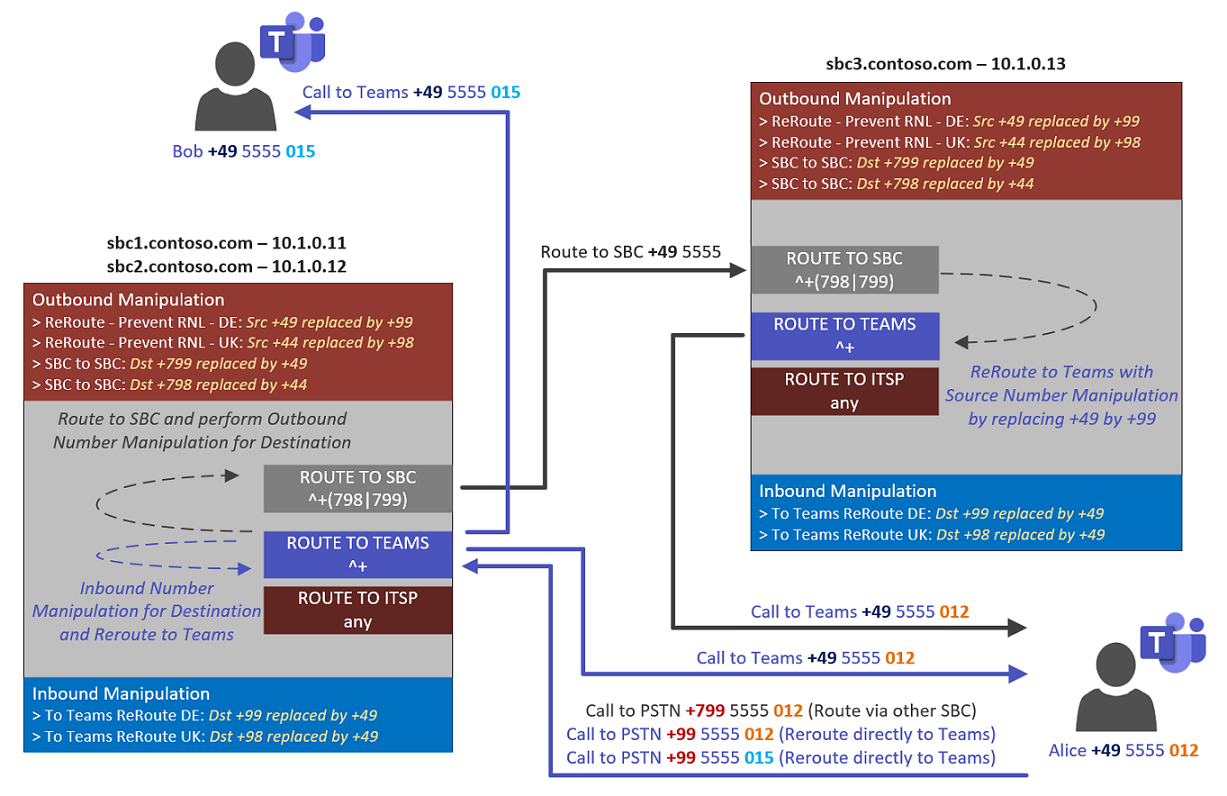 T
Call to Teams +49 5555 015
Bob +49 5555 015
sbc3.contoso.com – 10.1.0.13
Outbound Manipulation
> ReRoute - Prevent RNL - DE: Src +49 replaced by +99
> ReRoute - Prevent RNL - UK: Src +44 replaced by +98
> SBC to SBC: Dst +799 replaced by +49
> SBC to SBC: Dst +798 replaced by +44
ROUTE TO SBC
^+(798|799)
ROUTE TO TEAMS
^+
ROUTE TO ITSP
any
ReRoute to Teams with
Source Number Manipulation
by replacing +49 by +99
Inbound Manipulation
> To Teams ReRoute DE: Dst +99 replaced by +49
> To Teams ReRoute UK: Dst +98 replaced by +49
Route to SBC +49 5555
sbc1.contoso.com – 10.1.0.11
sbc2.contoso.com – 10.1.0.12
Outbound Manipulation
> ReRoute - Prevent RNL - DE: Src +49 replaced by +99
> ReRoute - Prevent RNL - UK: Src +44 replaced by +98
> SBC to SBC: Dst +799 replaced by +49
> SBC to SBC: Dst +798 replaced by +44
Route to SBC and perform Outbound
Number Manipulation for Destination
ROUTE TO SBC
^+(798|799)
ROUTE TO TEAMS
^+
ROUTE TO ITSP
any
Inbound Number
Manipulation for Destination
and Reroute to Teams
Inbound Manipulation
> To Teams ReRoute DE: Dst +99 replaced by +49
> To Teams ReRoute UK: Dst +98 replaced by +49
Call to Teams +49 5555 012
Call to Teams +49 5555 012
Call to PSTN +799 5555 012 (Route via other SBC)
Call to PSTN +99 5555 012 (Reroute directly to Teams)
Call to PSTN +99 5555 015 (Reroute directly to Teams)
T
Alice +49 5555 012